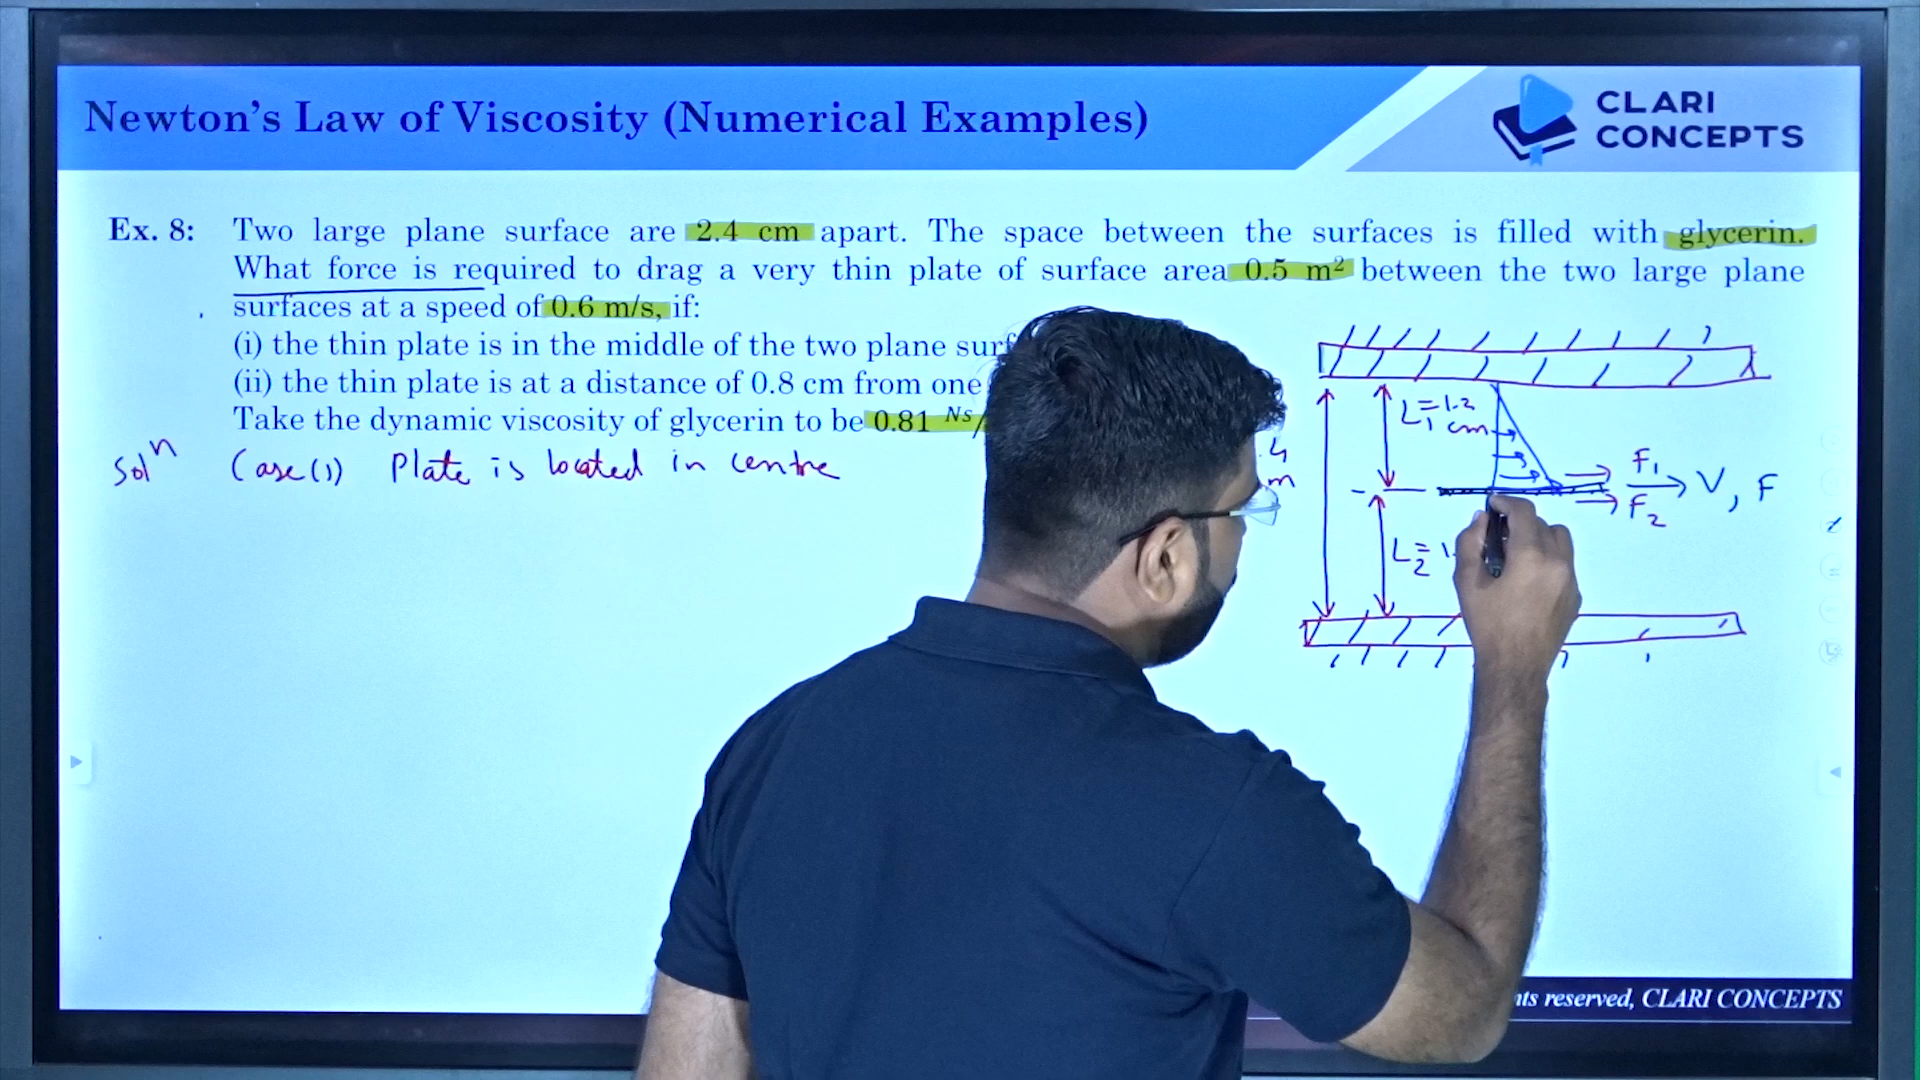 Newton's Law of Viscosity (Numerical Examples)
CLARI
CONCEPTS
Ex. 8: Two large plane surface are 2.4 cm apart. The space between the surfaces is filled with glycerin.
What force is required to drag a very thin plate of surface area 0.5 m² between the two large plane
surfaces at a speed of 0.6 m/s, if:
(i) the thin plate is in the middle of the two plane
(ii) the thin plate is at a distance of 0.8 cm from one
Take the dynamic viscosity of glycerin to be 0.81 Ns/
Solⁿ Case(1) Plate is located in centre
L₁=1.2
cm
F₁
F₂
V, F
L₂=
reserved, CLARI CONCEPTS